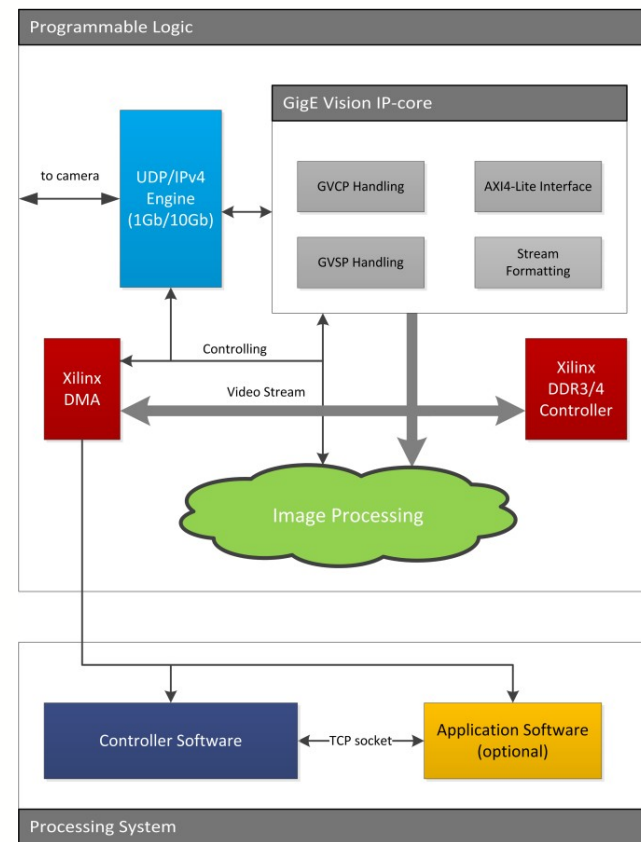 Programmable Logic
GigE Vision IP-core
to camera
UDP/IPv4
Engine
(1Gb/10Gb)
GVCP Handling
AXI4-Lite Interface
GVSP Handling
Stream
Formatting
Controlling
Xilinx
DMA
Video Stream
Xilinx
DDR3/4
Controller
Image Processing
Controller Software
TCP socket
Application Software
(optional)
Processing System